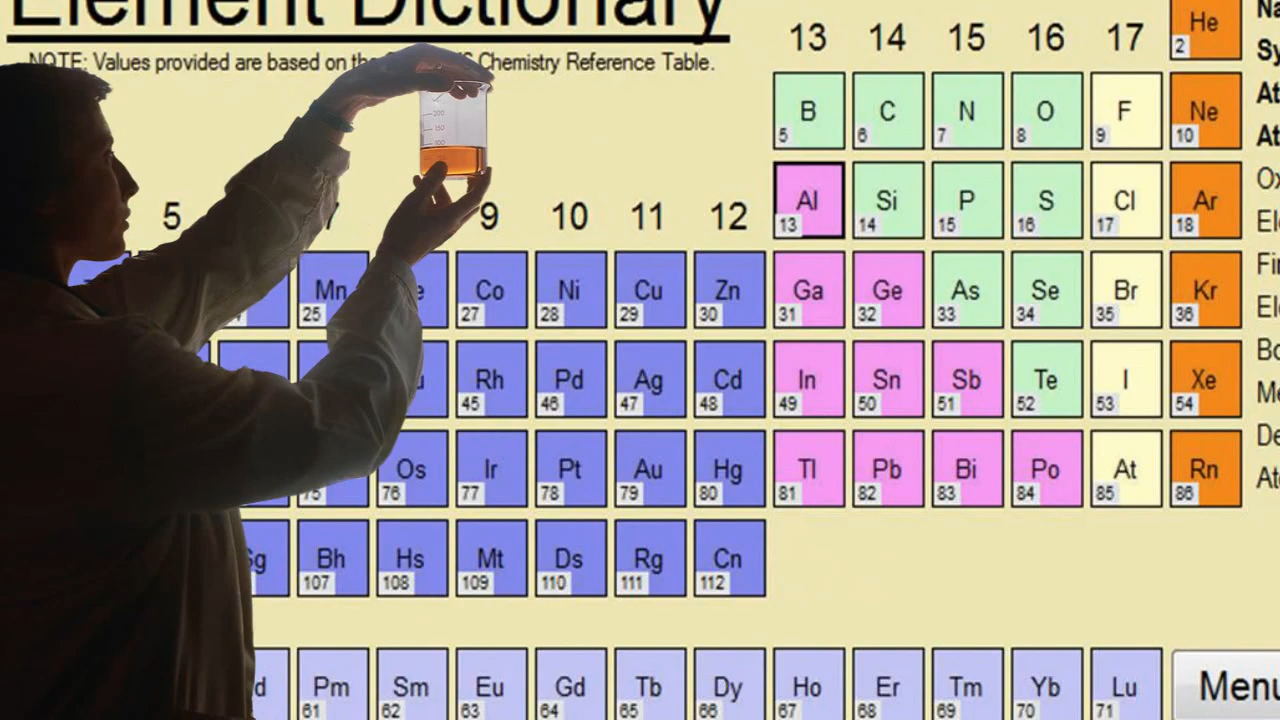 Element Dictionary
NOTE: Values provided are based on the Chemistry Reference Table.
13 14 15 16 17
He
2
B C N O F Ne
5 6 7 8 9 10
Al Si P S Cl Ar
13 14 15 16 17 18
5 9 10 11 12
Mn Co Ni Cu Zn Ga Ge As Se Br Kr
25 27 28 29 30 31 32 33 34 35 36
Rh Pd Ag Cd In Sn Sb Te I Xe
45 46 47 48 49 50 51 52 53 54
Os Ir Pt Au Hg Tl Pb Bi Po At Rn
75 76 77 78 79 80 81 82 83 84 85 86
Bh Hs Mt Ds Rg Cn
107 108 109 110 111 112
Pm Sm Eu Gd Tb Dy Ho Er Tm Yb Lu
61 62 63 64 65 66 67 68 69 70 71
Menu
200
150
100